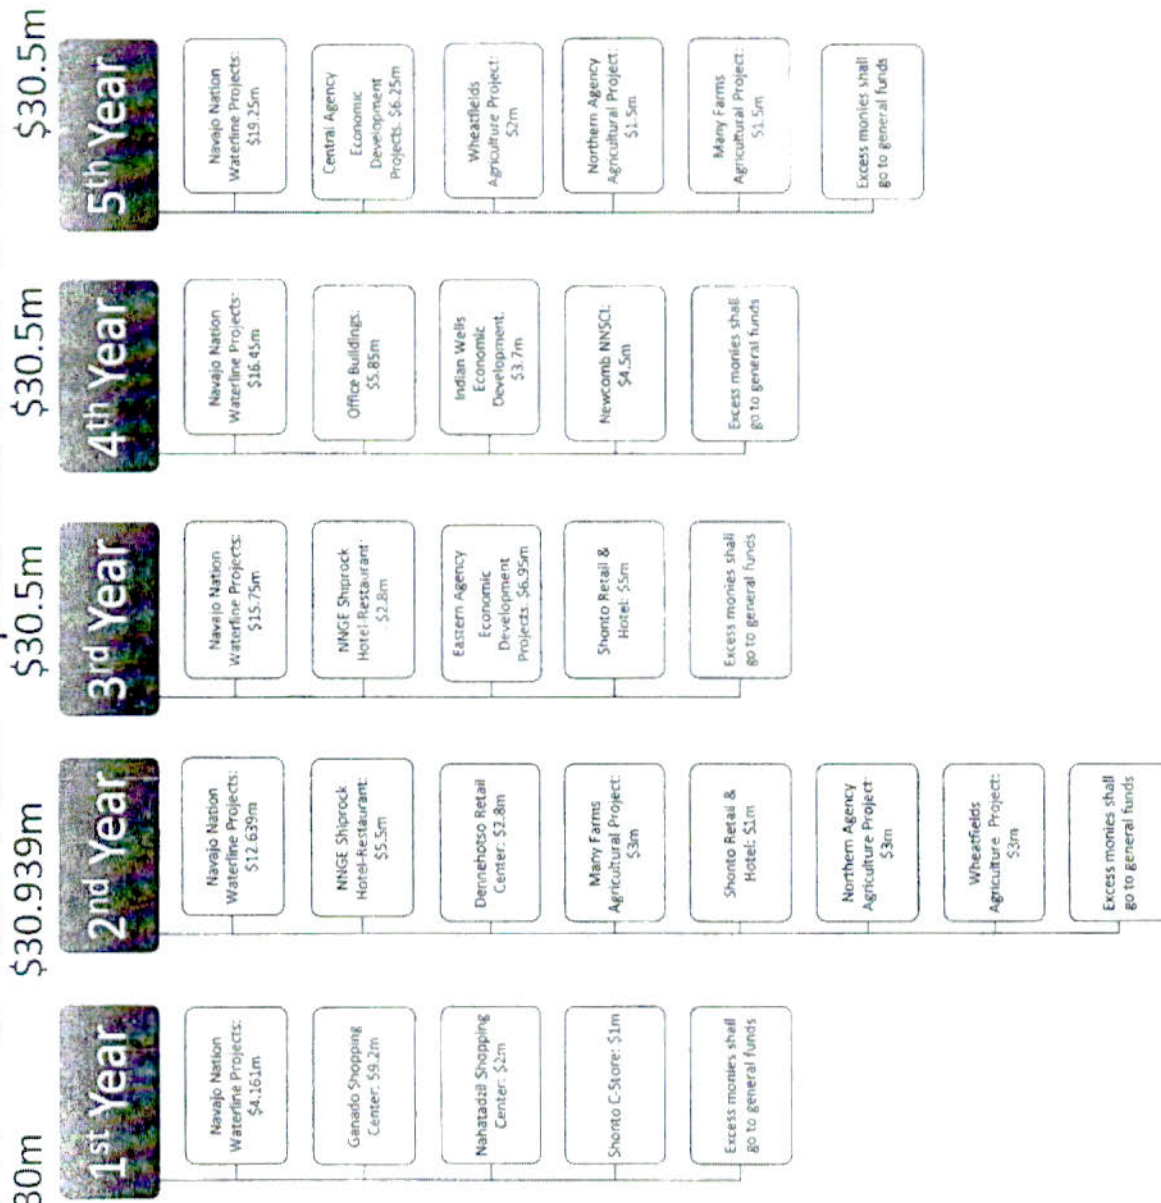 30m
1st Year
Navajo Nation
Waterline Projects:
$4.161m
Ganado Shopping
Center: $9.2m
Nahatadzil Shopping
Center: $2m
Shonto C-Store: $1m
Excess monies shall
go to general funds
$30.939m
2nd Year
Navajo Nation
Waterline Projects:
$12.639m
NNGE Shiprock
Hotel-Restaurant:
$5.5m
Dennehotso Retail
Center: $2.8m
Many Farms
Agricultural Project:
$3m
Shonto Retail &
Hotel: $1m
Northern Agency
Agriculture Project:
$3m
Wheatfields
Agriculture Project:
$3m
Excess monies shall
go to general funds
$30.5m
3rd Year
Navajo Nation
Waterline Projects:
$15.75m
NNGE Shiprock
Hotel-Restaurant:
$2.8m
Eastern Agency
Economic
Development
Projects: $6.95m
Shonto Retail &
Hotel: $5m
Excess monies shall
go to general funds
$30.5m
4th Year
Navajo Nation
Waterline Projects:
$16.45m
Office Buildings:
$5.85m
Indian Wells
Economic
Development:
$3.7m
Newcomb NNSCI:
$4.5m
Excess monies shall
go to general funds
$30.5m
5th Year
Navajo Nation
Waterline Projects:
$19.25m
Central Agency
Economic
Development
Projects: $6.25m
Wheatfields
Agriculture Project:
$2m
Northern Agency
Agricultural Project:
$1.5m
Many Farms
Agricultural Project:
$1.5m
Excess monies shall
go to general funds